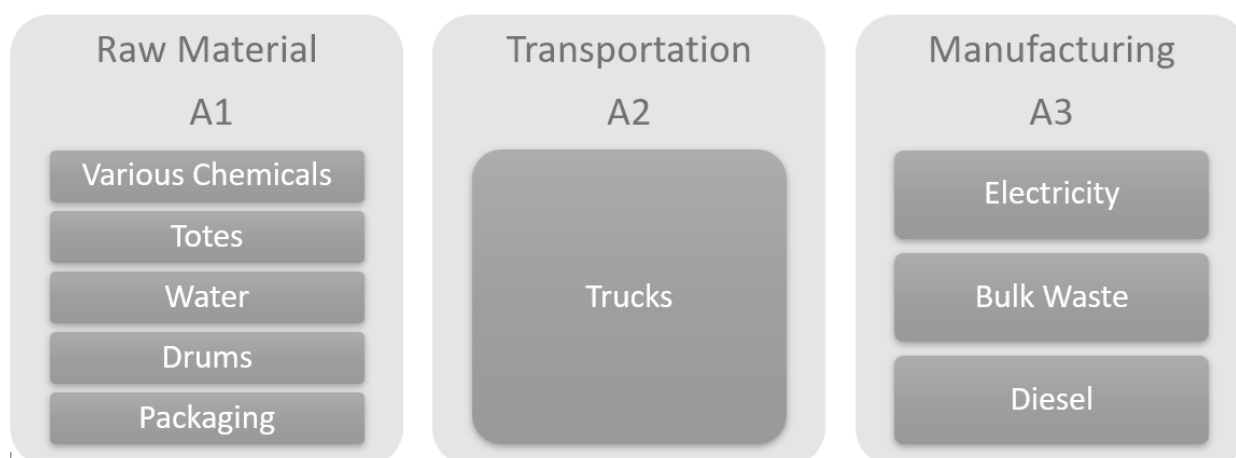 Raw Material
A1
Various Chemicals
Totes
Water
Drums
Packaging
Transportation
A2
Trucks
Manufacturing
A3
Electricity
Bulk Waste
Diesel